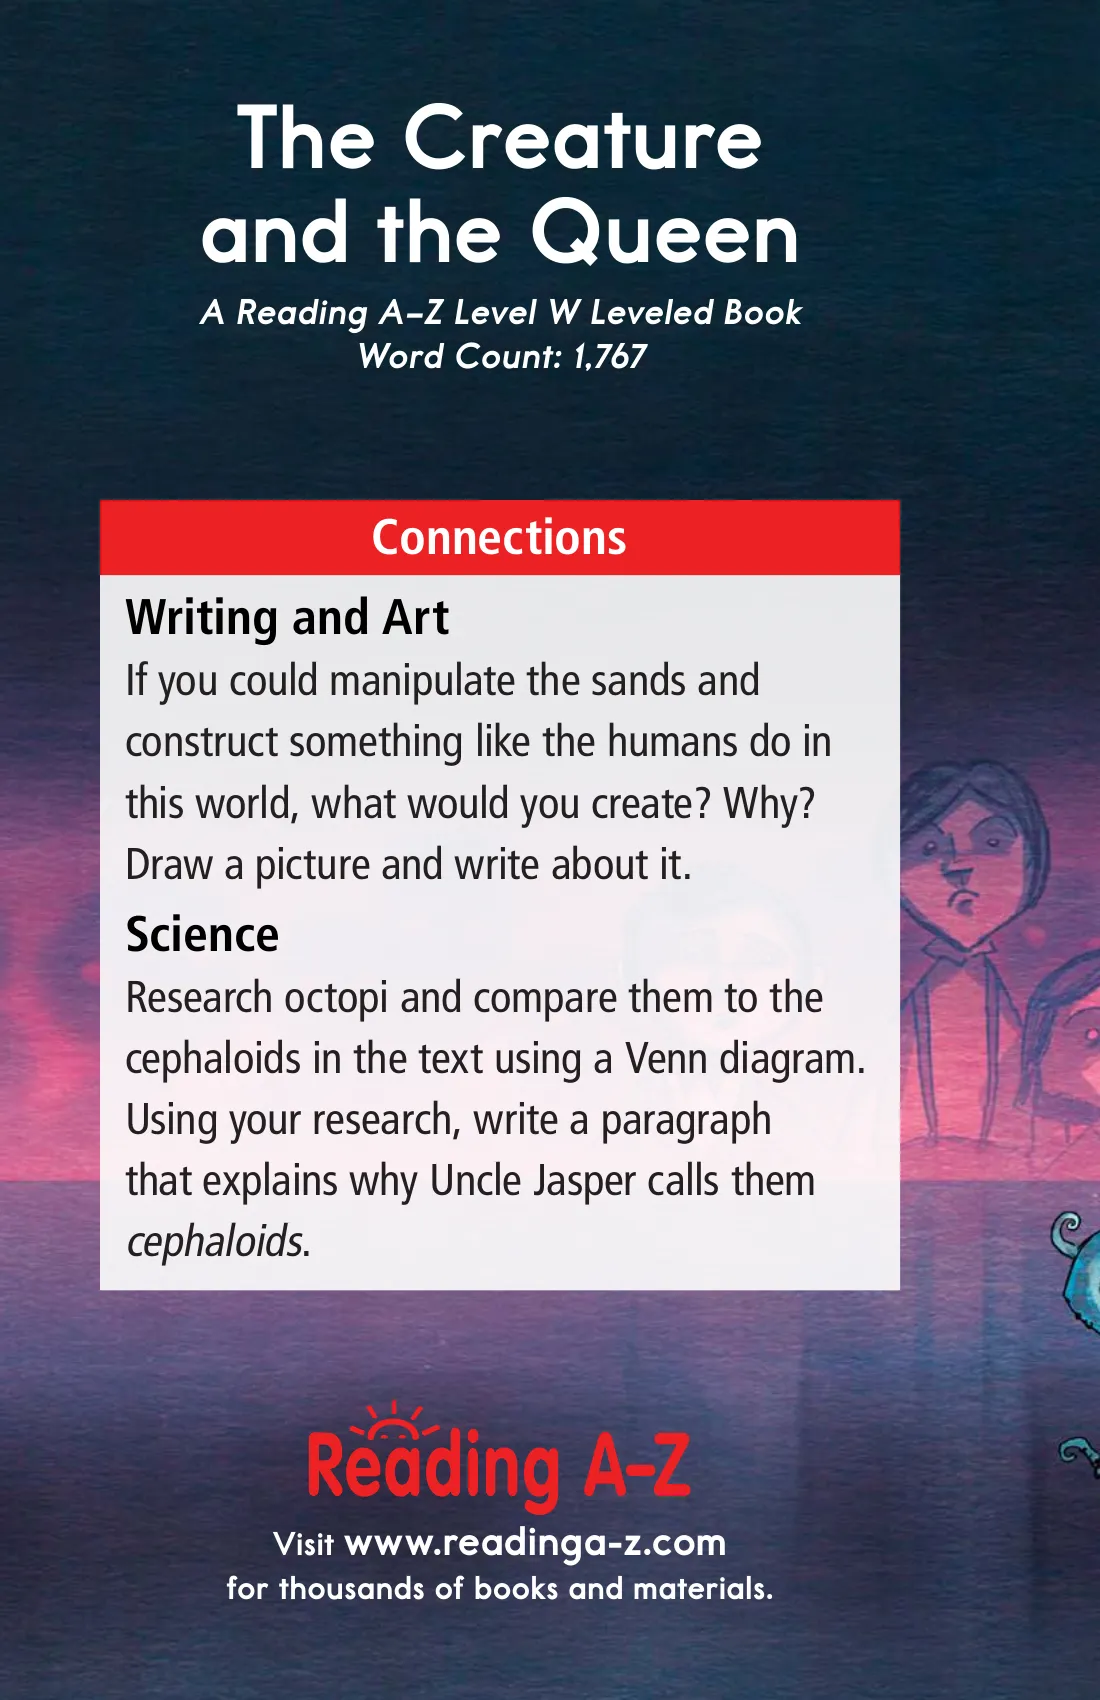 The Creature
and the Queen
A Reading A–Z Level W Leveled Book
Word Count: 1,767
Connections
Writing and Art
If you could manipulate the sands and
construct something like the humans do in
this world, what would you create? Why?
Draw a picture and write about it.
Science
Research octopi and compare them to the
cephaloids in the text using a Venn diagram.
Using your research, write a paragraph
that explains why Uncle Jasper calls them
cephaloids.
Reading A–Z
Visit www.readinga-z.com
for thousands of books and materials.